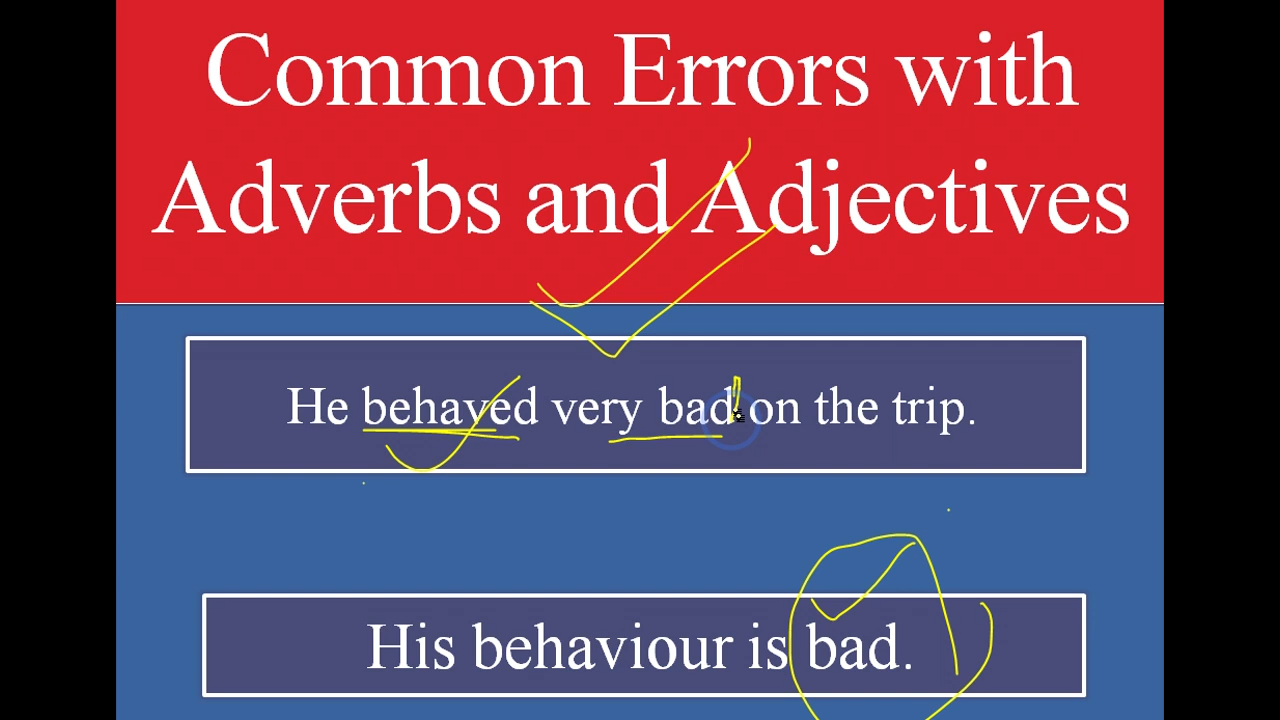 Common Errors with
Adverbs and Adjectives
He behaved very bad on the trip.
His behaviour is bad.